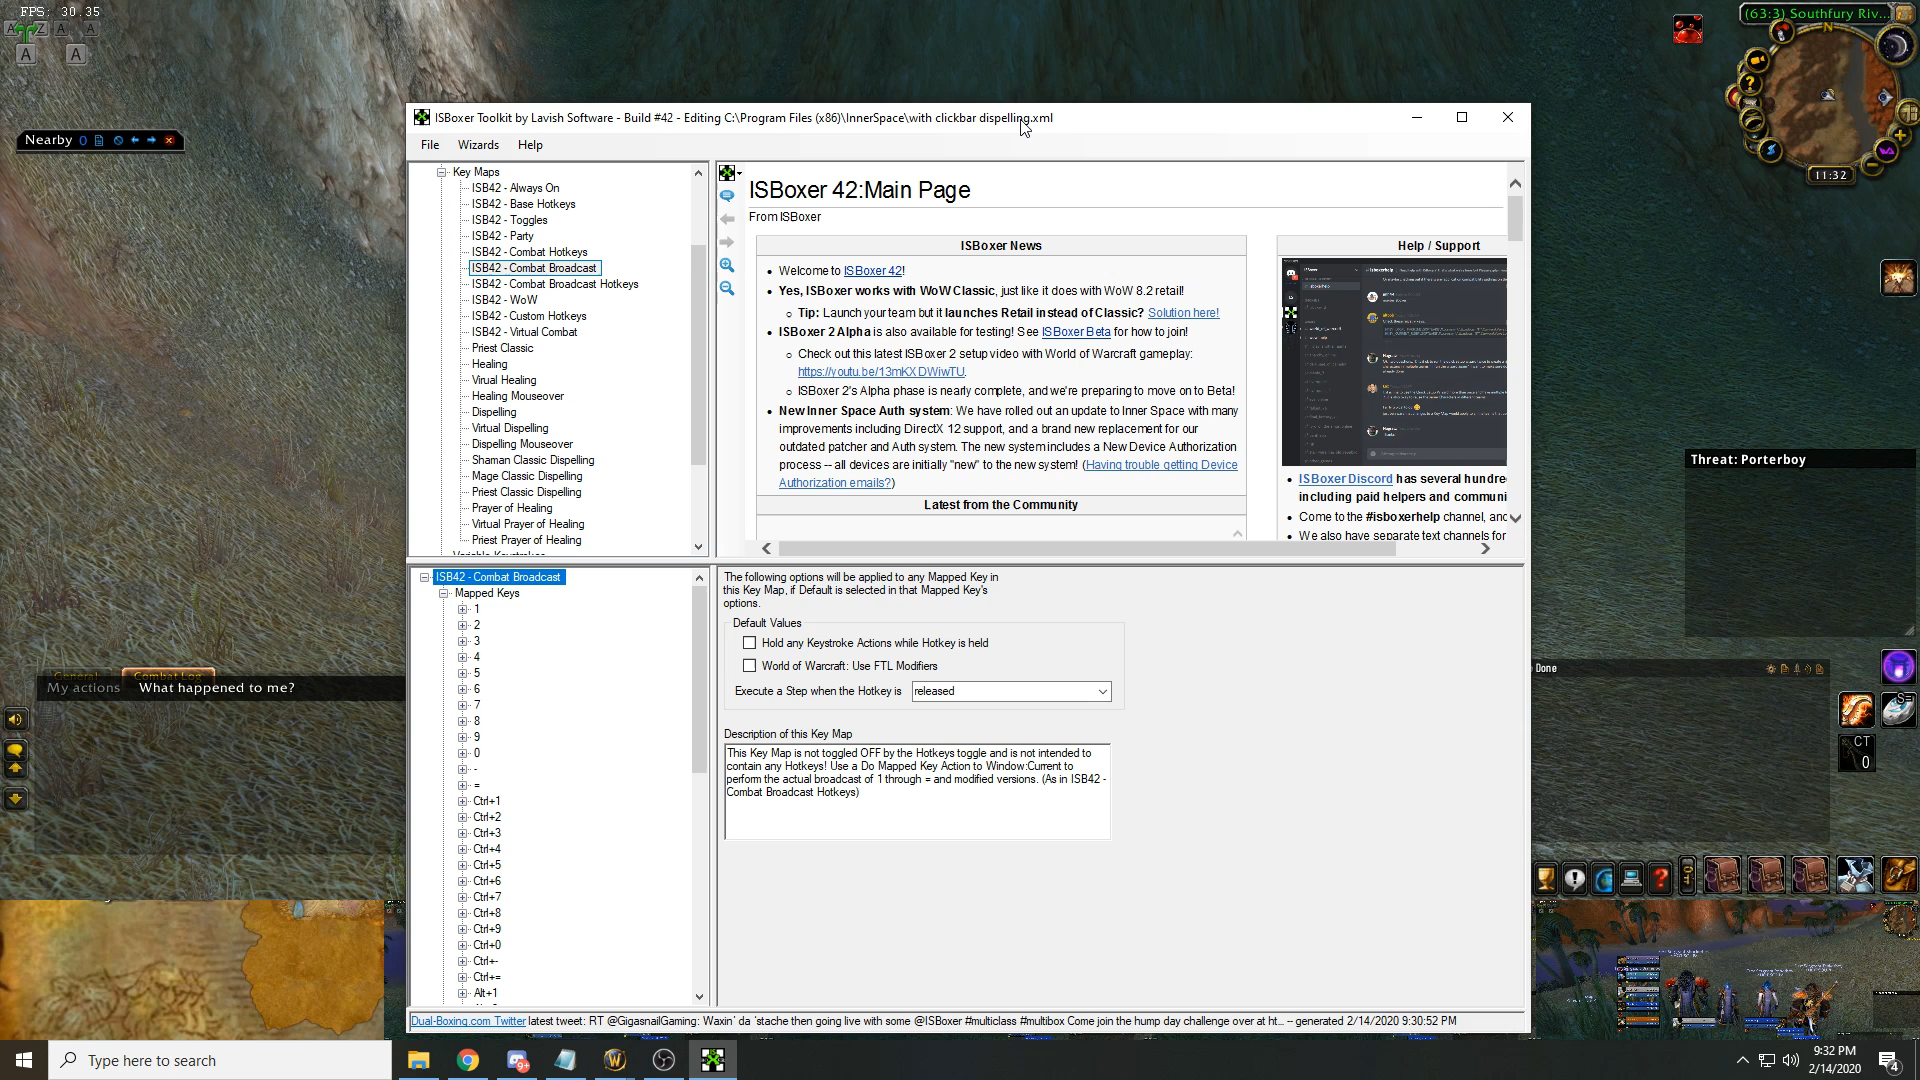 FPS: 30.35
A Z A A
A A
(63:3) Southfury Riv...
N
11:32
Nearby 0
ISBoxer Toolkit by Lavish Software - Build #42 - Editing C:\Program Files (x86)\InnerSpace\with clickbar dispelling.xml
File Wizards Help
Key Maps
ISB42 - Always On
ISB42 - Base Hotkeys
ISB42 - Toggles
ISB42 - Party
ISB42 - Combat Hotkeys
ISB42 - Combat Broadcast
ISB42 - Combat Broadcast Hotkeys
ISB42 - WoW
ISB42 - Custom Hotkeys
ISB42 - Virtual Combat
Priest Classic
Healing
Virual Healing
Healing Mouseover
Dispelling
Virtual Dispelling
Dispelling Mouseover
Shaman Classic Dispelling
Mage Classic Dispelling
Priest Classic Dispelling
Prayer of Healing
Virtual Prayer of Healing
Priest Prayer of Healing
Variable Keystrokes
ISBoxer 42:Main Page
From ISBoxer
ISBoxer News
Welcome to ISBoxer 42!
Yes, ISBoxer works with WoW Classic, just like it does with WoW 8.2 retail!
Tip: Launch your team but it launches Retail instead of Classic? Solution here!
ISBoxer 2 Alpha is also available for testing! See ISBoxer Beta for how to join!
Check out this latest ISBoxer 2 setup video with World of Warcraft gameplay:
https://youtu.be/13mKXDWiwTU.
ISBoxer 2's Alpha phase is nearly complete, and we're preparing to move on to Beta!
New Inner Space Auth system: We have rolled out an update to Inner Space with many
improvements including DirectX 12 support, and a brand new replacement for our
outdated patcher and Auth system. The new system includes a New Device Authorization
process -- all devices are initially "new" to the new system! (Having trouble getting Device
Authorization emails?)
Latest from the Community
Help / Support
ISBoxer Discord has several hundre
including paid helpers and communi
Come to the #isboxerhelp channel, and
We also have separate text channels for
Threat: Porterboy
General Combat Log
My actions What happened to me?
ISB42 - Combat Broadcast
Mapped Keys
1
2
3
4
5
6
7
8
9
0
-
=
Ctrl+1
Ctrl+2
Ctrl+3
Ctrl+4
Ctrl+5
Ctrl+6
Ctrl+7
Ctrl+8
Ctrl+9
Ctrl+0
Ctrl+-
Ctrl+=
Alt+1
The following options will be applied to any Mapped Key in
this Key Map, if Default is selected in that Mapped Key's
options.
Default Values
Hold any Keystroke Actions while Hotkey is held
World of Warcraft: Use FTL Modifiers
Execute a Step when the Hotkey is released
Description of this Key Map
This Key Map is not toggled OFF by the Hotkeys toggle and is not intended to
contain any Hotkeys! Use a Do Mapped Key Action to Window:Current to
perform the actual broadcast of 1 through = and modified versions. (As in ISB42 -
Combat Broadcast Hotkeys)
Done
S=
CT
0
Dual-Boxing.com Twitter latest tweet: RT @GigasnailGaming: Waxin' da 'stache then going live with some @ISBoxer #multiclass #multibox Come join the hump day challenge over at ht... -- generated 2/14/2020 9:30:52 PM
Type here to search
9+
9:32 PM
2/14/2020
4